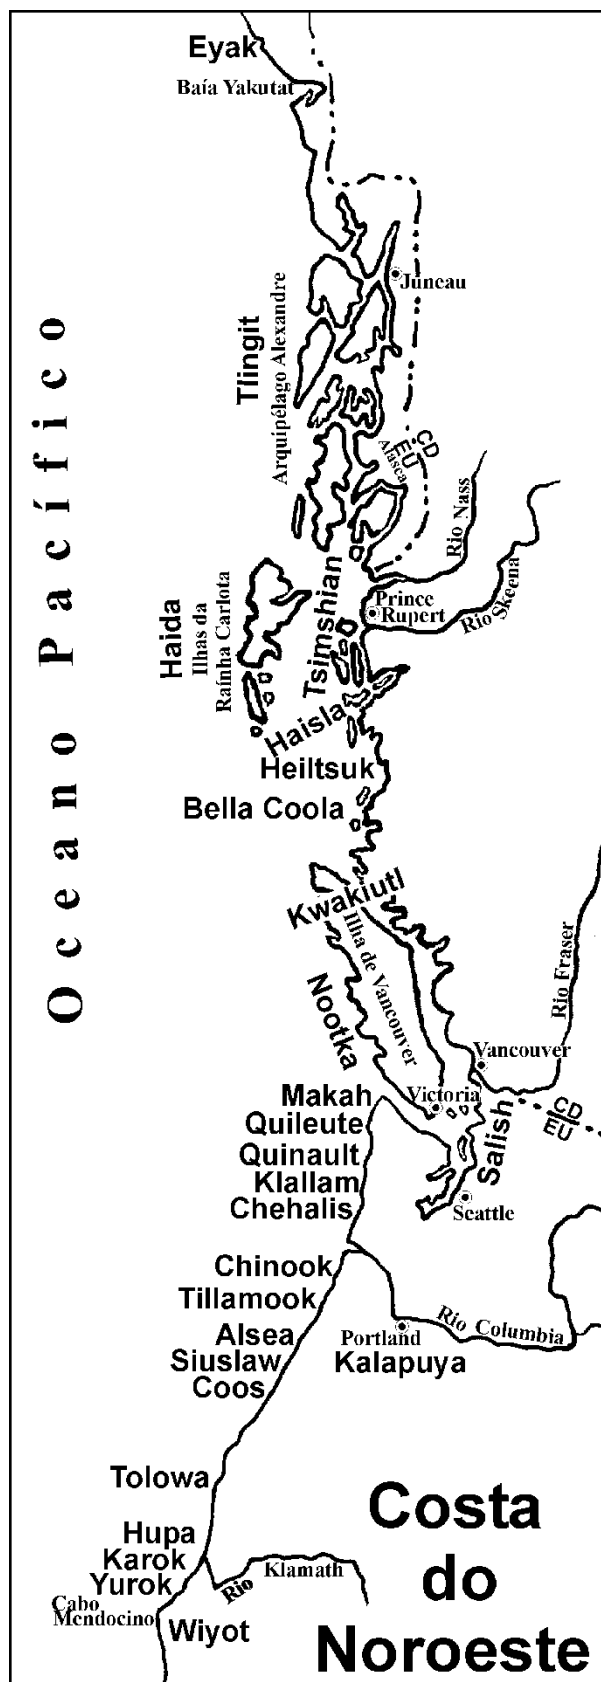 Eyak
Baía Yakutat
Juneau
Tlingit
Arquipélago Alexandre
Oceano Pacífico
CD
EU
Alasca
Rio Nass
Rio Skeena
Prince
Rupert
Tsimshian
Haida
Ilhas da
Raínha Carlota
Haisla
Heiltsuk
Bella Coola
Kwakiutl
Ilha de Vancouver
Nootka
Rio Fraser
Vancouver
Victoria
CD
EU
Makah
Quileute
Quinault
Klallam
Chehalis
Salish
Seattle
Chinook
Tillamook
Alsea
Siuslaw
Coos
Portland
Rio Columbia
Kalapuya
Tolowa
Hupa
Karok
Yurok
Rio Klamath
Cabo
Mendocino
Wiyot
Costa
do
Noroeste